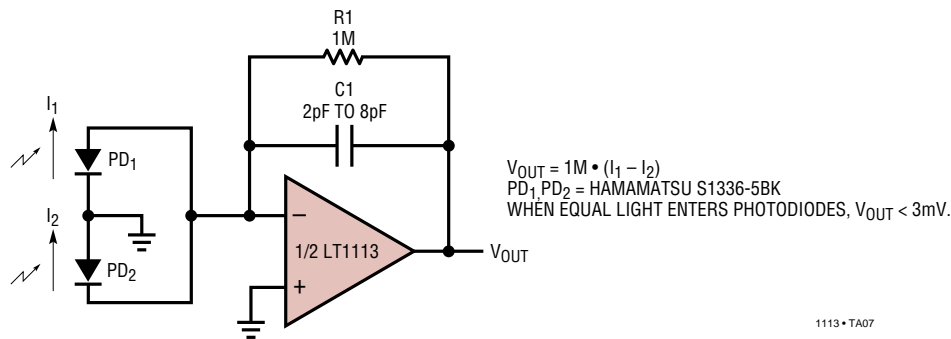 R1
1M
C1
2pF TO 8pF
I1
PD1
I2
PD2
–
1/2 LT1113
+
VOUT
VOUT = 1M • (I1 – I2)
PD1,PD2 = HAMAMATSU S1336-5BK
WHEN EQUAL LIGHT ENTERS PHOTODIODES, VOUT < 3mV.
1113 • TA07